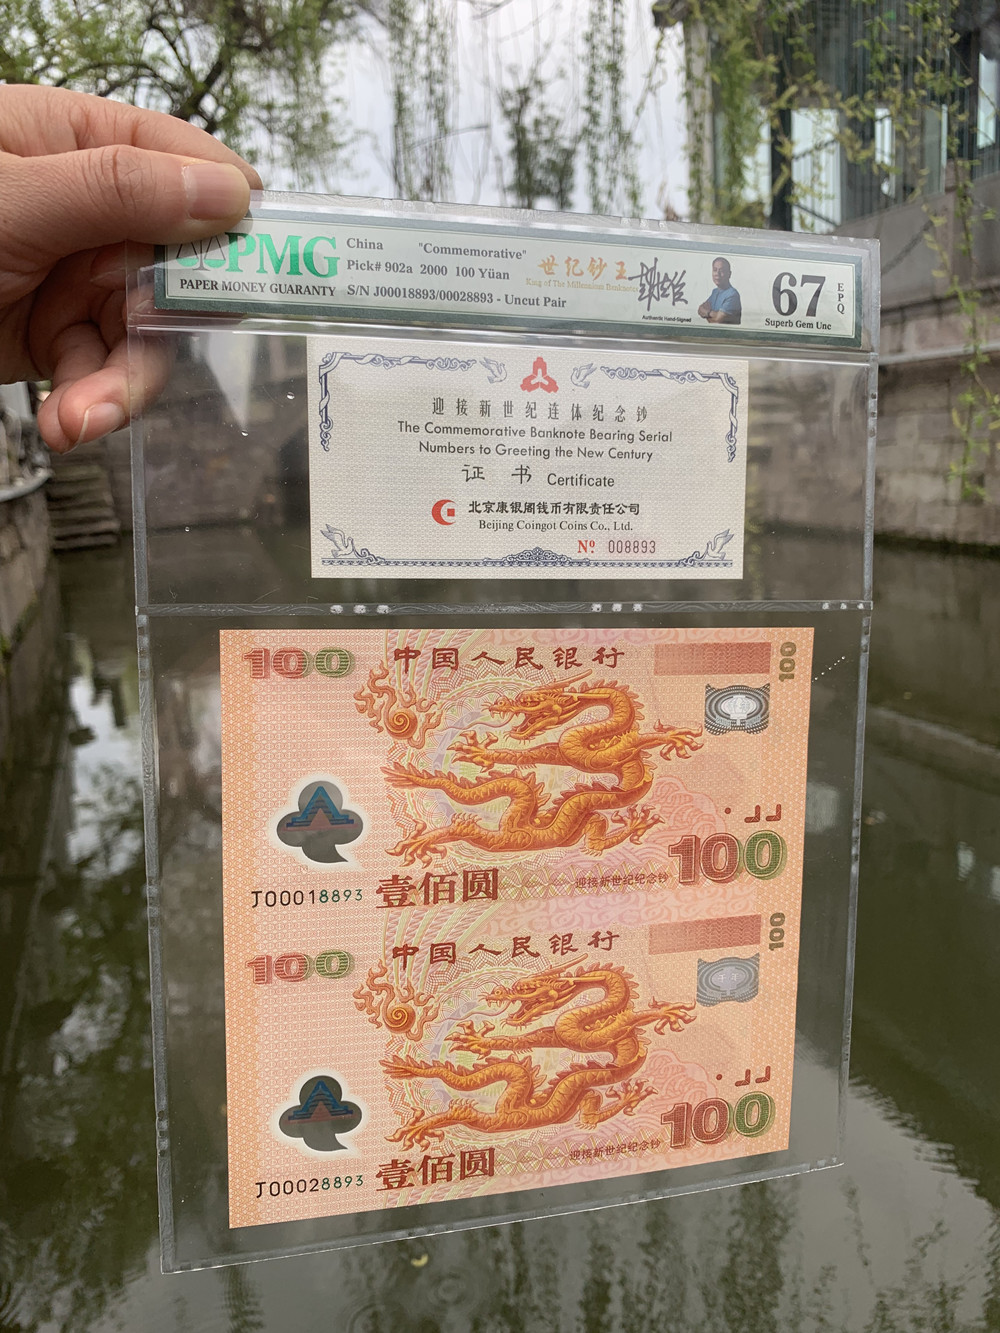 PMG
PAPER MONEY GUARANTY
China "Commemorative"
Pick# 902a 2000 100 Yüan
S/N J00018893/00028893 - Uncut Pair
世纪钞王
King of The Millennium Banknote
Authentic Hand-Signed
67
EPQ
Superb Gem Unc
迎接新世纪连体纪念钞
The Commemorative Banknote Bearing Serial
Numbers to Greeting the New Century
证书 Certificate
北京康银阁钱币有限责任公司
Beijing Coingot Coins Co., Ltd.
Nº 008893
100 中国人民银行 100
100
J00018893 壹佰圆 迎接新世纪纪念钞
100 中国人民银行 100
100
J00028893 壹佰圆 迎接新世纪纪念钞